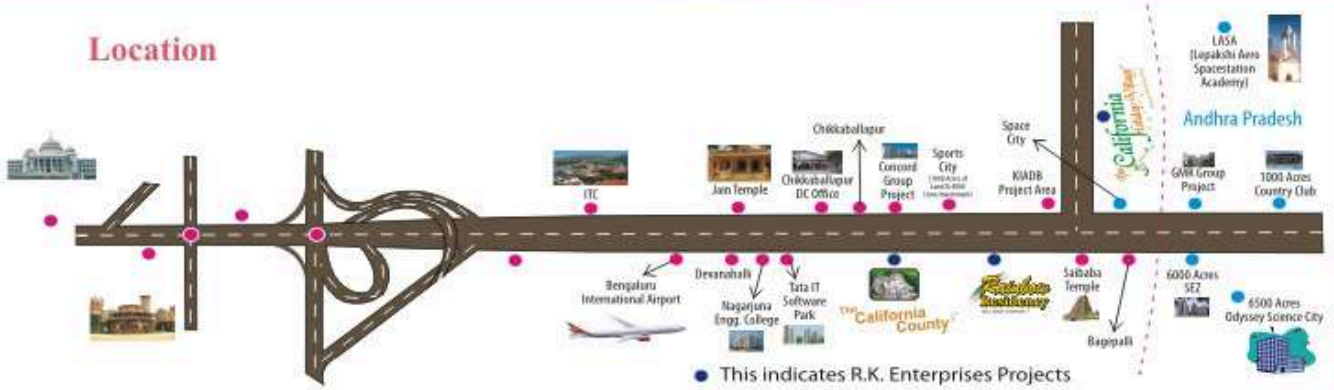 Location
LASA
(Lepakshi Aero
Spacestation
Academy)
Andhra Pradesh
The California
Holiday Village
Space
City
Chikkaballapur
ITC
Jain Temple
Chikkaballapur
DC Office
Concord
Group
Project
Sports
City
KIADB
Project Area
GMR Group
Project
1000 Acres
Country Club
Bengaluru
International Airport
Devanahalli
Nagarjuna
Engg. College
Tata IT
Software
Park
The
California
County
Rainbow
Residency
Saibaba
Temple
Bagepalli
6000 Acres
SEZ
6500 Acres
Odyssey Science City
This indicates R.K. Enterprises Projects